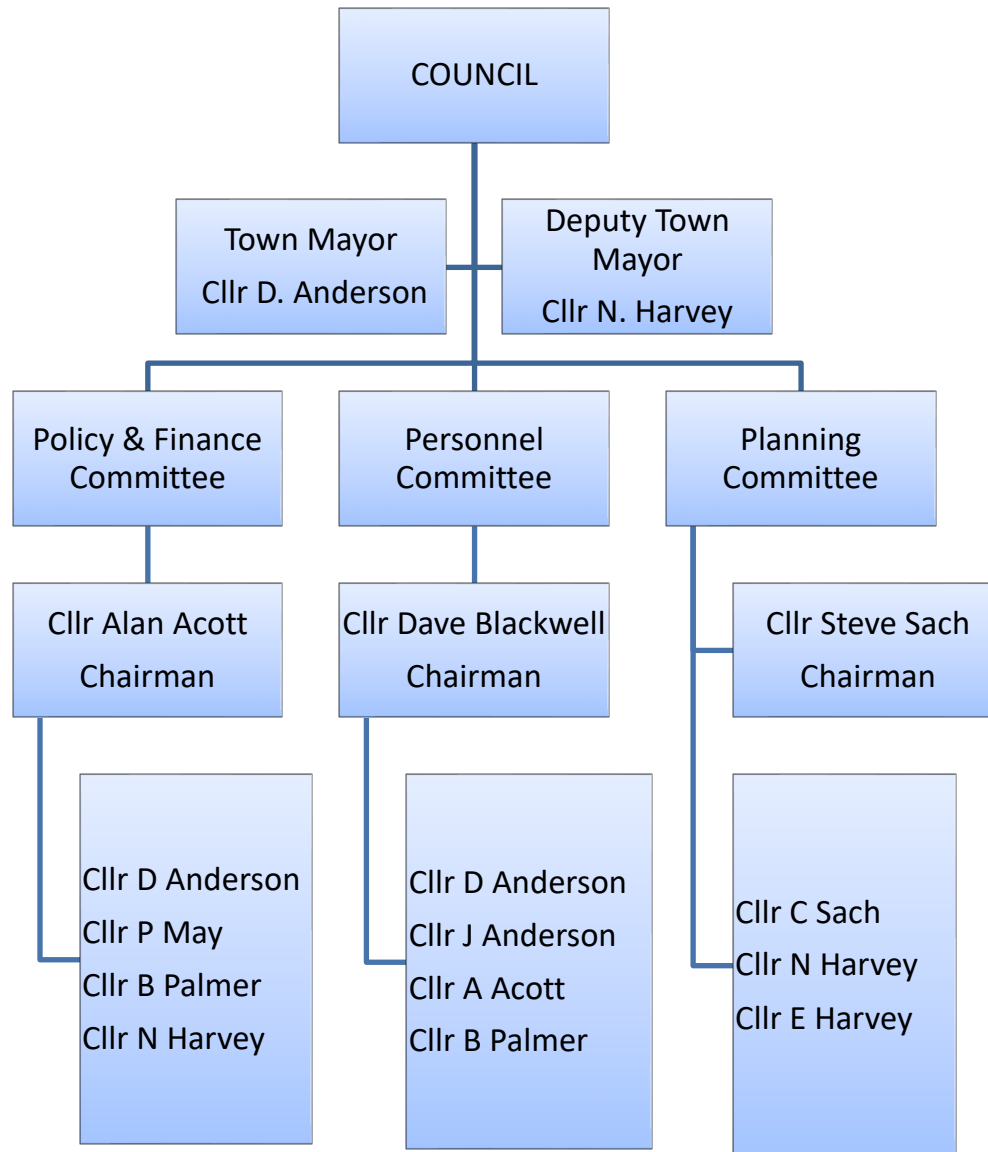 COUNCIL
Town Mayor
Cllr D. Anderson
Deputy Town
Mayor
Cllr N. Harvey
Policy & Finance
Committee
Personnel
Committee
Planning
Committee
Cllr Alan Acott
Chairman
Cllr Dave Blackwell
Chairman
Cllr Steve Sach
Chairman
Cllr D Anderson
Cllr P May
Cllr B Palmer
Cllr N Harvey
Cllr D Anderson
Cllr J Anderson
Cllr A Acott
Cllr B Palmer
Cllr C Sach
Cllr N Harvey
Cllr E Harvey